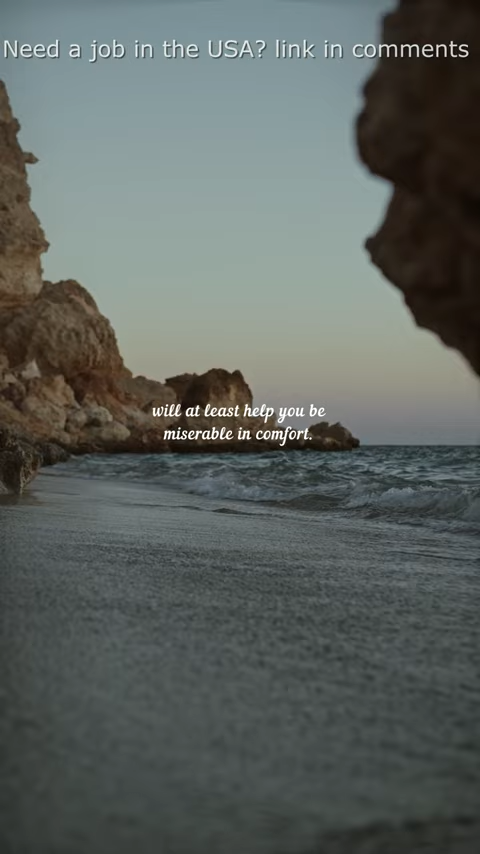 Need a job in the USA? link in comments
will at least help you be
miserable in comfort.